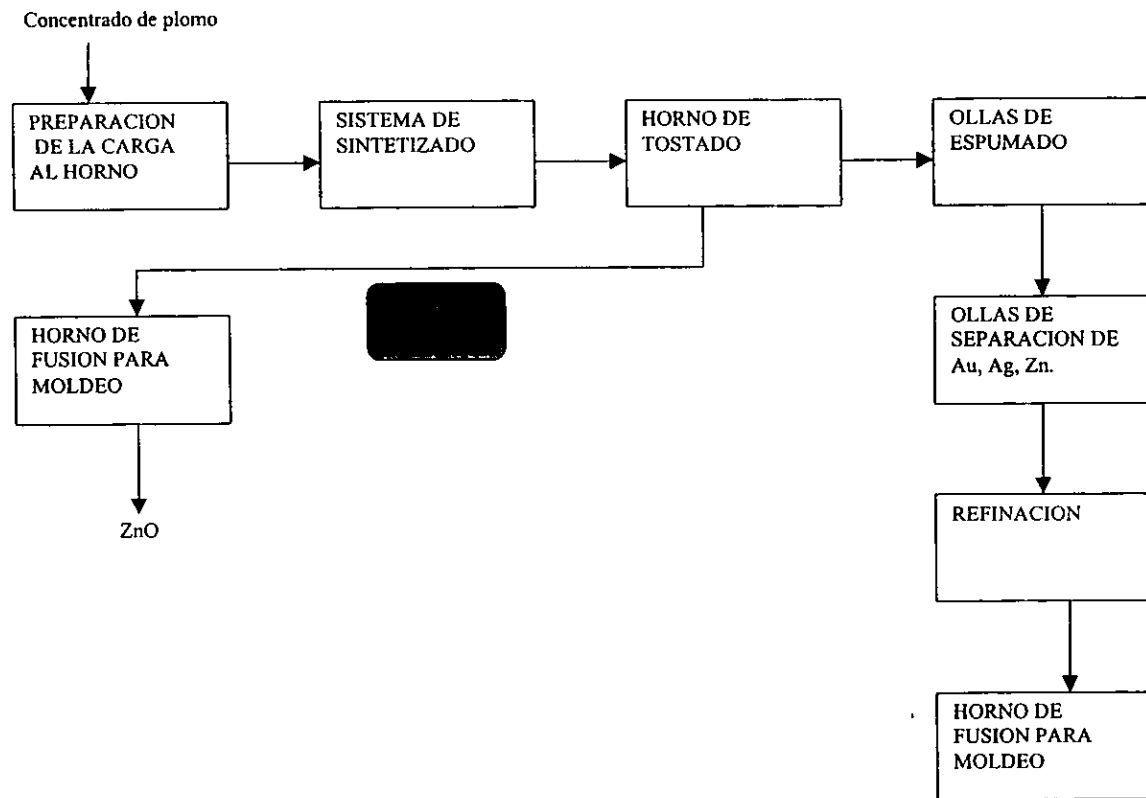 Concentrado de plomo
PREPARACION
DE LA CARGA
AL HORNO
SISTEMA DE
SINTETIZADO
HORNO DE
TOSTADO
OLLAS DE
ESPUMADO
HORNO DE
FUSION PARA
MOLDEO
OLLAS DE
SEPARACION DE
Au, Ag, Zn.
ZnO
REFINACION
HORNO DE
FUSION PARA
MOLDEO